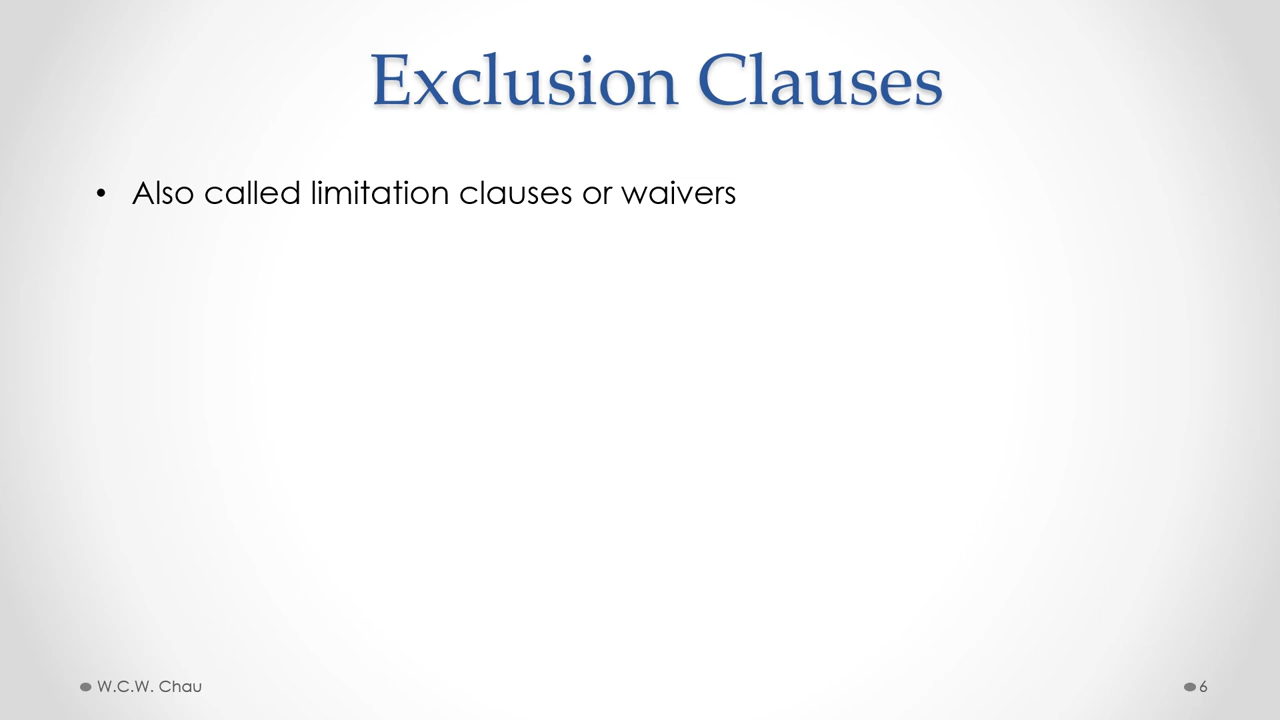 Exclusion Clauses
• Also called limitation clauses or waivers
W.C.W. Chau
6